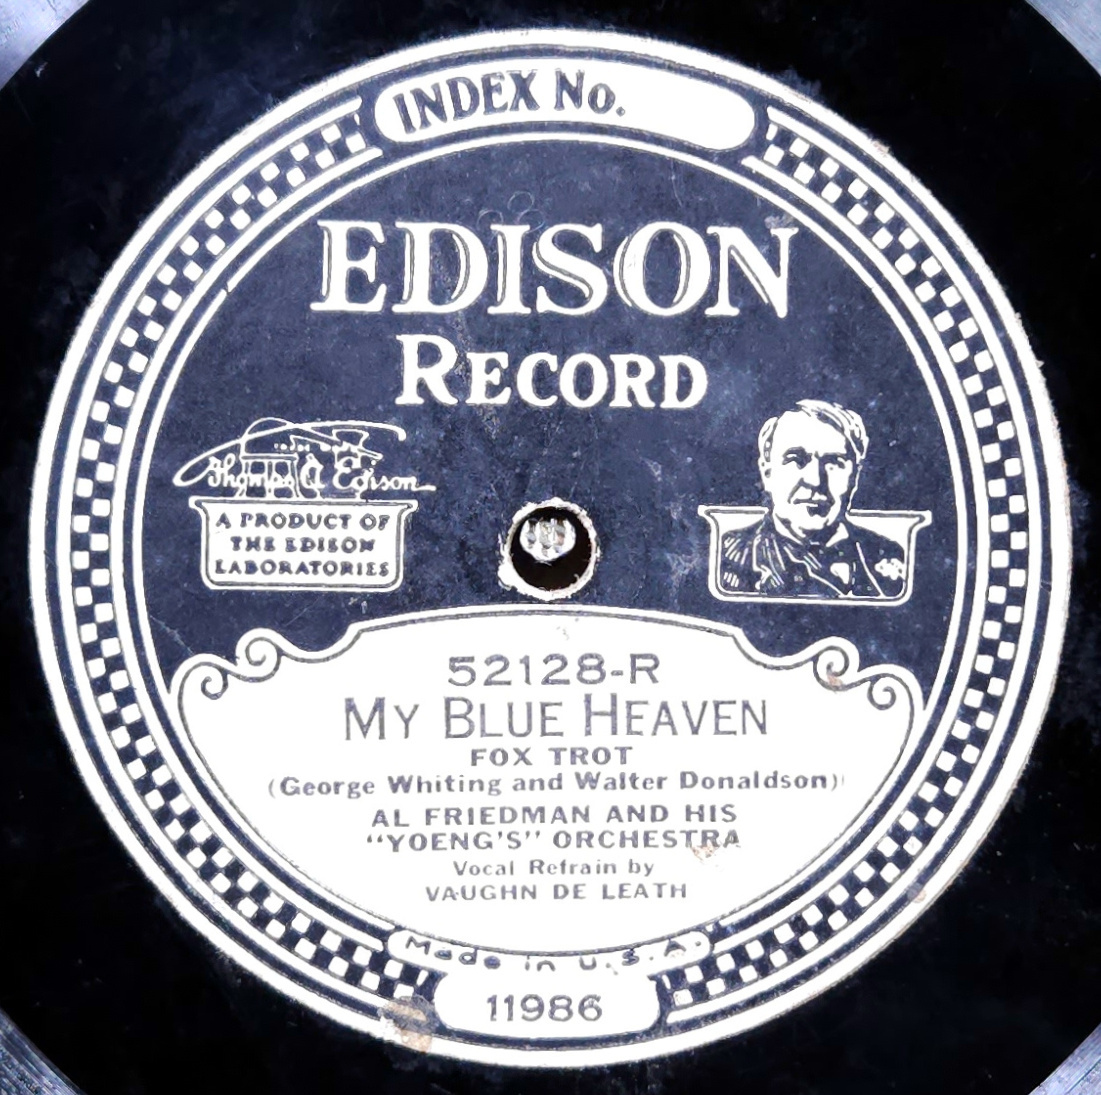 INDEX No.
EDISON
RECORD
Thomas A Edison
A PRODUCT OF
THE EDISON
LABORATORIES
52128-R
MY BLUE HEAVEN
FOX TROT
(George Whiting and Walter Donaldson)
AL FRIEDMAN AND HIS
"YOENG'S" ORCHESTRA
Vocal Refrain by
VAUGHN DE LEATH
Made in U.S.A.
11986